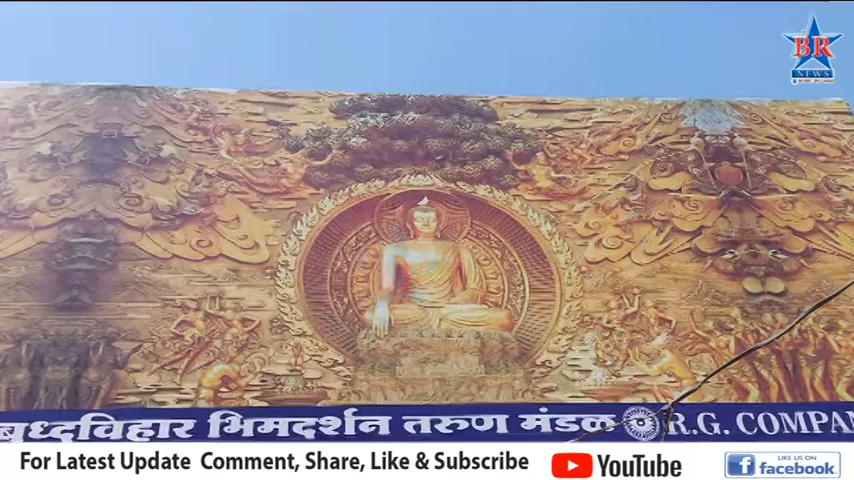 BR
NEWS
बुध्दविहार भिमदर्शन तरुण मंडळ R.G. COMPAN
For Latest Update Comment, Share, Like & Subscribe
YouTube
LIKE US ON
facebook